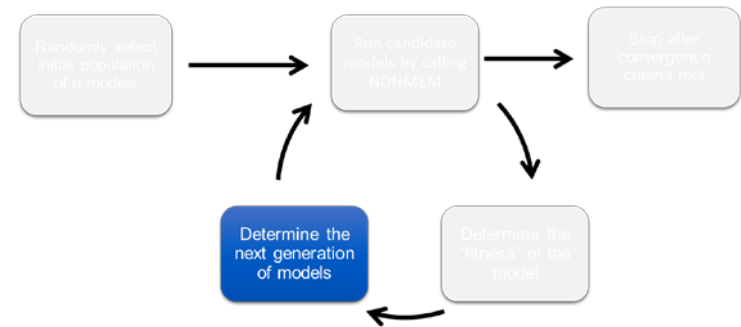 Randomly select
initial population
of n models
Run candidate
models by calling
NONMEM
Stop after
convergence
criteria met
Determine the
next generation
of models
Determine the
"fitness" of the
model